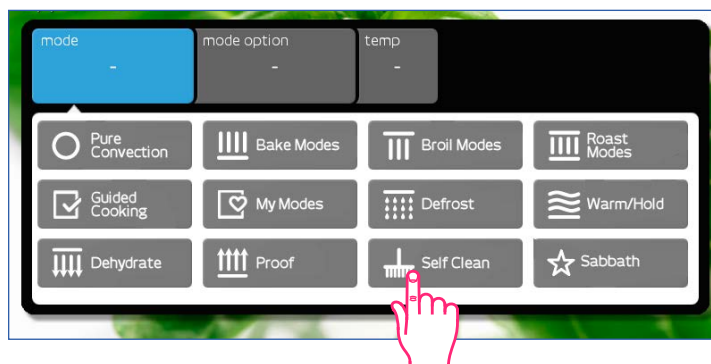 mode
mode option
temp
-
-
-
Pure
Convection
Bake Modes
Broil Modes
Roast
Modes
Guided
Cooking
My Modes
Defrost
Warm/Hold
Dehydrate
Proof
Self Clean
Sabbath